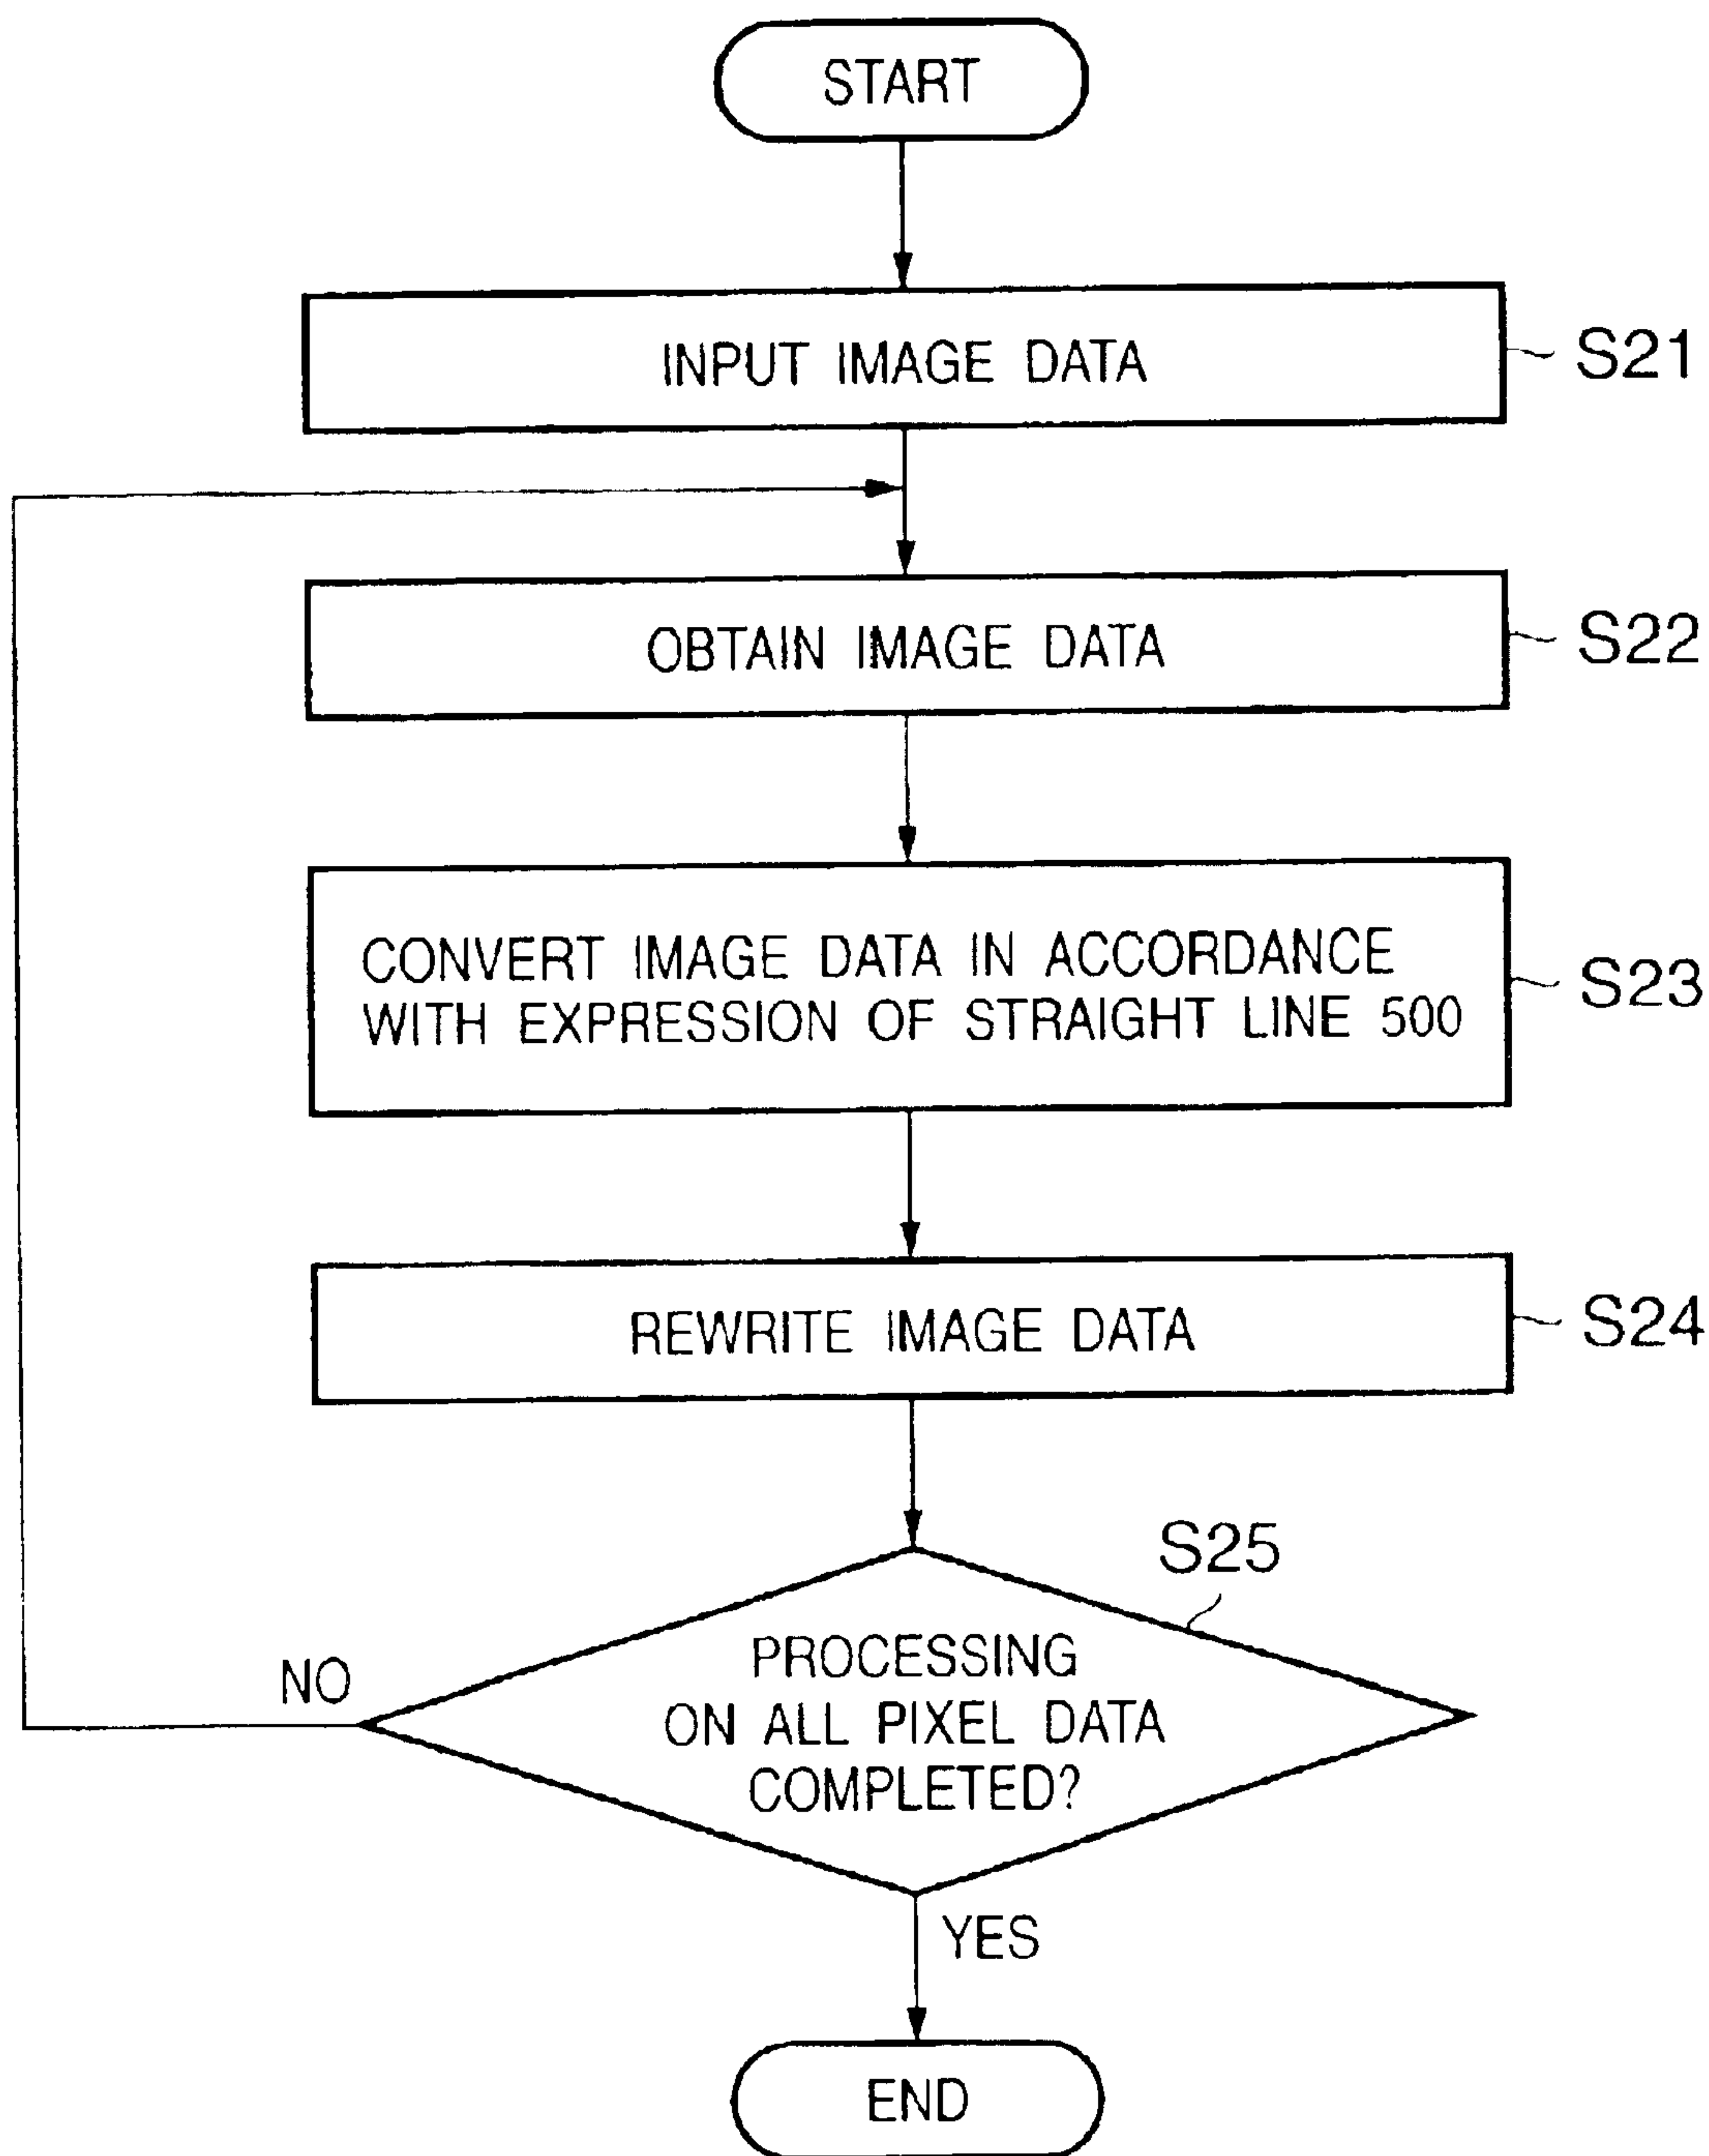 START
INPUT IMAGE DATA
S21
OBTAIN IMAGE DATA
S22
CONVERT IMAGE DATA IN ACCORDANCE
WITH EXPRESSION OF STRAIGHT LINE 500
S23
REWRITE IMAGE DATA
S24
S25
PROCESSING
ON ALL PIXEL DATA
COMPLETED?
NO
YES
END